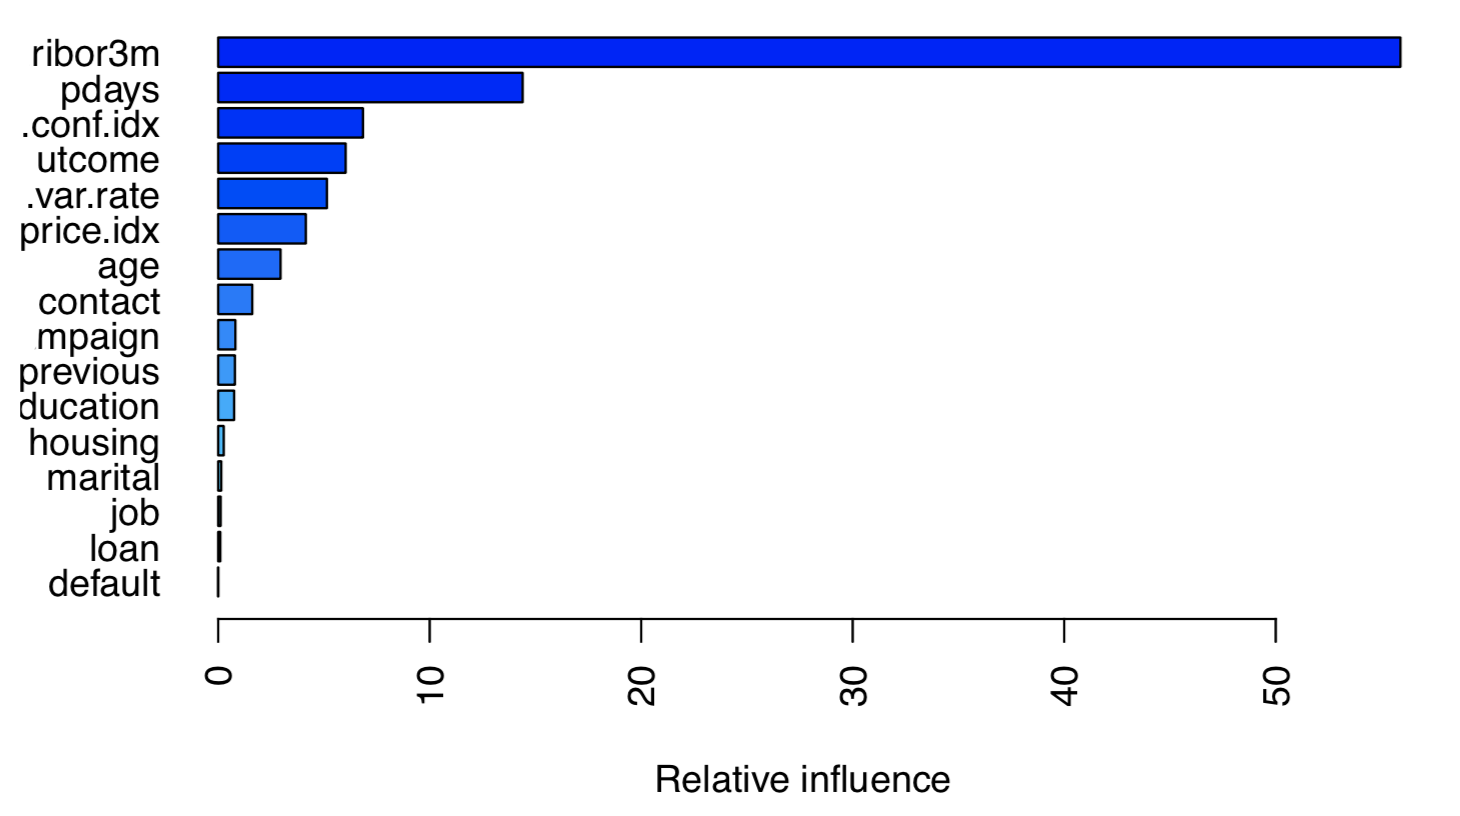 ribor3m
pdays
.conf.idx
utcome
.var.rate
price.idx
age
contact
mpaign
previous
ducation
housing
marital
job
loan
default
0 10 20 30 40 50
Relative influence